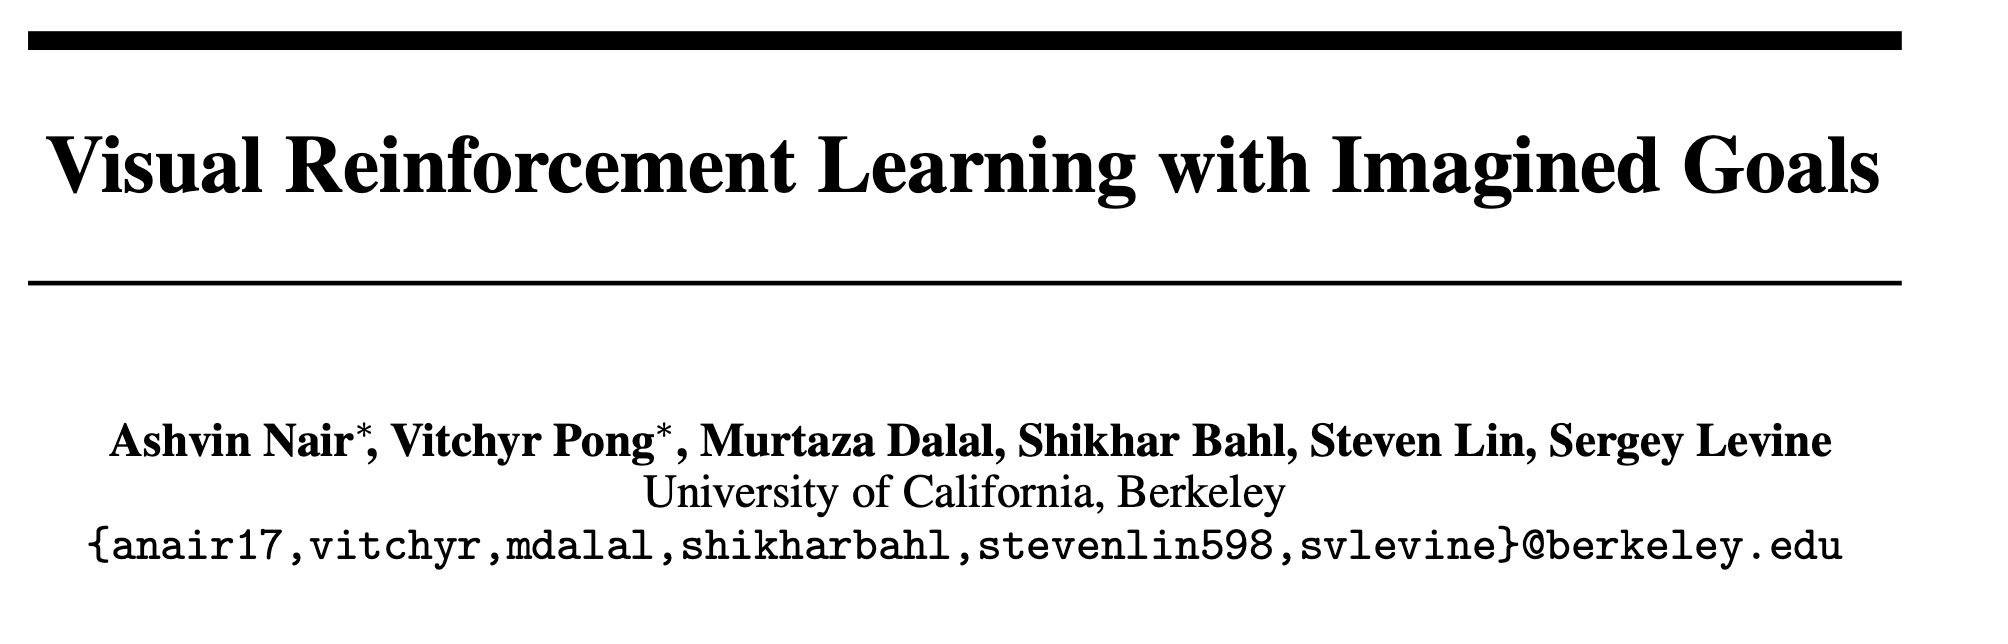 Visual Reinforcement Learning with Imagined Goals
Ashvin Nair*, Vitchyr Pong*, Murtaza Dalal, Shikhar Bahl, Steven Lin, Sergey Levine
University of California, Berkeley
{anair17,vitchyr,mdalal,shikharbahl,stevenlin598,svlevine}@berkeley.edu